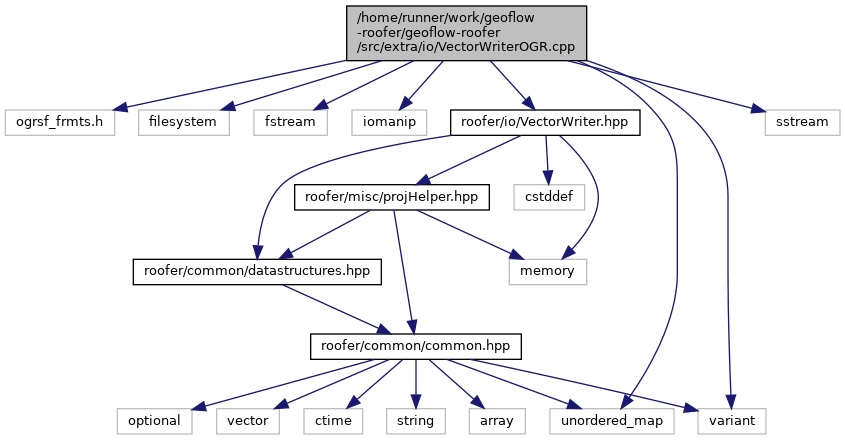 /home/runner/work/geoflow
-roofer/geoflow-roofer
/src/extra/io/VectorWriterOGR.cpp
ogrsf_frmts.h
filesystem
fstream
iomanip
roofer/io/VectorWriter.hpp
sstream
roofer/misc/projHelper.hpp
cstddef
roofer/common/datastructures.hpp
memory
roofer/common/common.hpp
optional
vector
ctime
string
array
unordered_map
variant